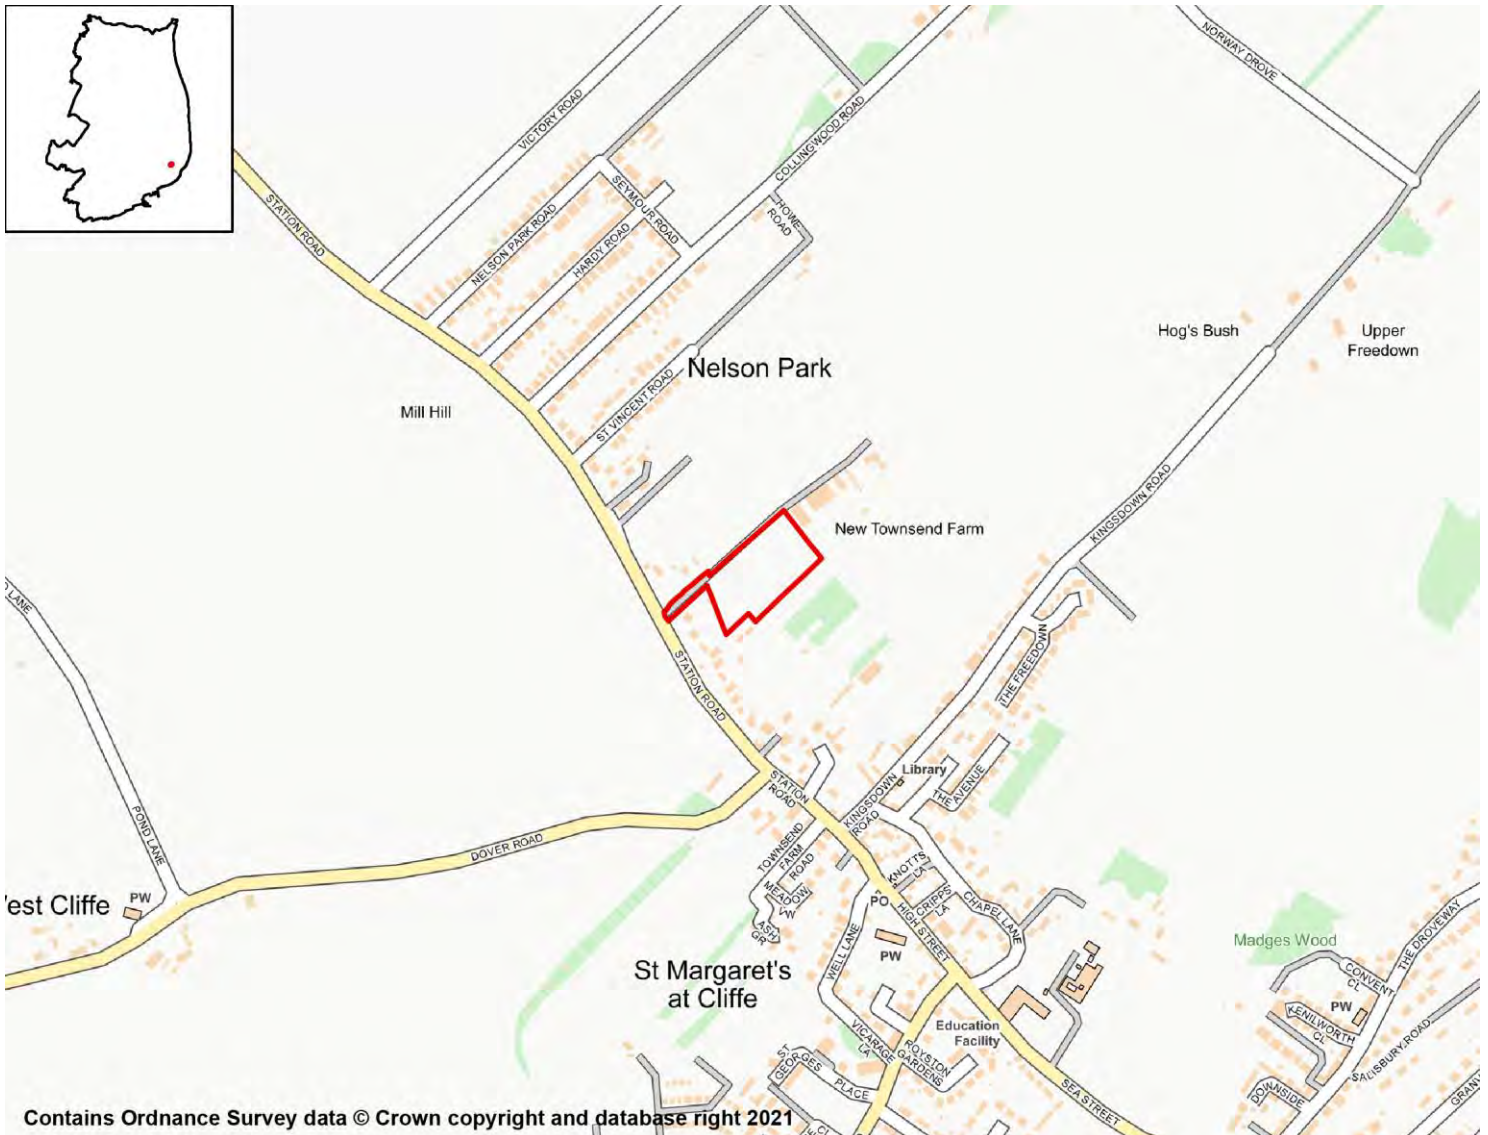 NORWAY DROVE
VICTORY ROAD
COLLINGWOOD ROAD
STATION ROAD
SEYMOUR ROAD
NELSON PARK ROAD
HARDY ROAD
HOWE
ROAD
Hog's Bush
Upper
Freedown
Nelson Park
Mill Hill
ST VINCENT ROAD
KINGSDOWN ROAD
New Townsend Farm
D LANE
THE FREEDOWN
STATION ROAD
Library
THE AVENUE
STATION
ROAD
KINGSDOWN
ROAD
POND LANE
DOVER ROAD
TOWNSEND
FARM
ROAD
MEADOW
VW
ASH
GR
KNOTTS
LA
CRIPPS
LA
PO
CHAPEL LANE
HIGH STREET
WELL LANE
PW
est Cliffe
PW
St Margaret's
at Cliffe
Madges Wood
THE DROVEWAY
CONVENT
CL
PW
KENILWORTH
CL
SALISBURY ROAD
Education
Facility
VICARAGE
LA
ROYSTON
GARDENS
ST
GEORGES
PLACE
SEA STREET
DOWNSIDE
GRAN
CL
Contains Ordnance Survey data © Crown copyright and database right 2021